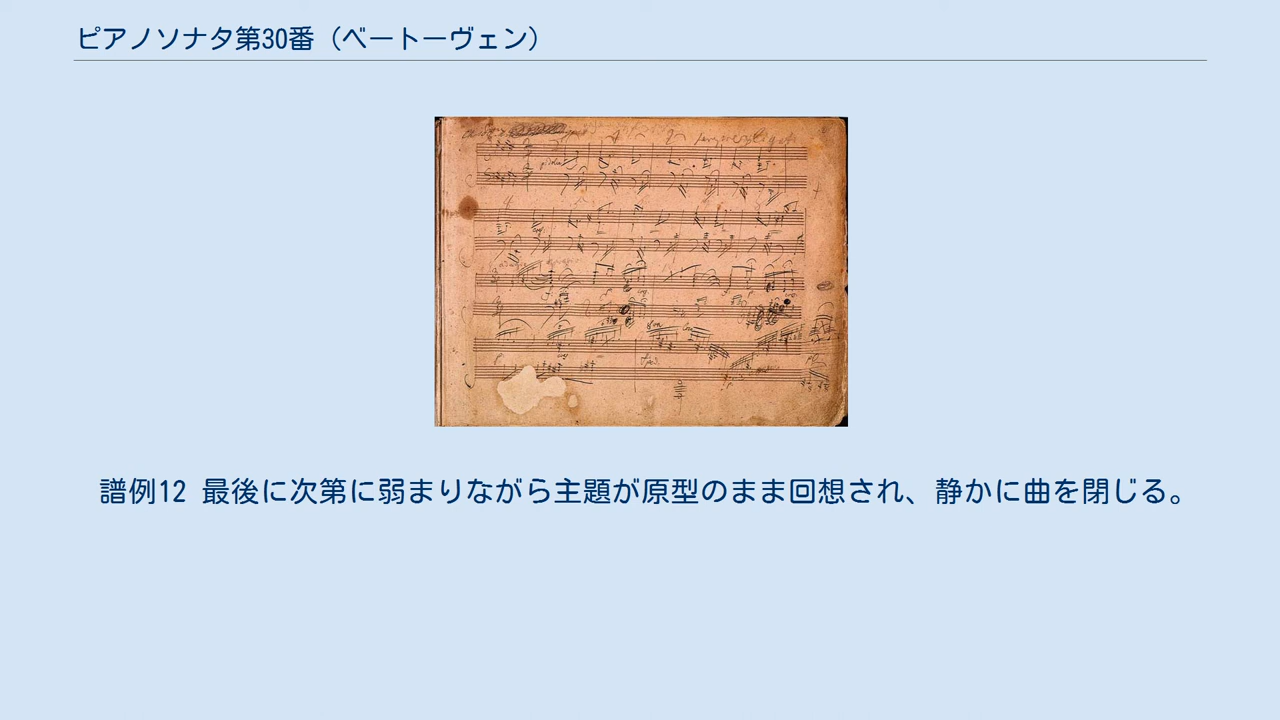 ピアノソナタ第30番（ベートーヴェン）
譜例12 最後に次第に弱まりながら主題が原型のまま回想され、静かに曲を閉じる。